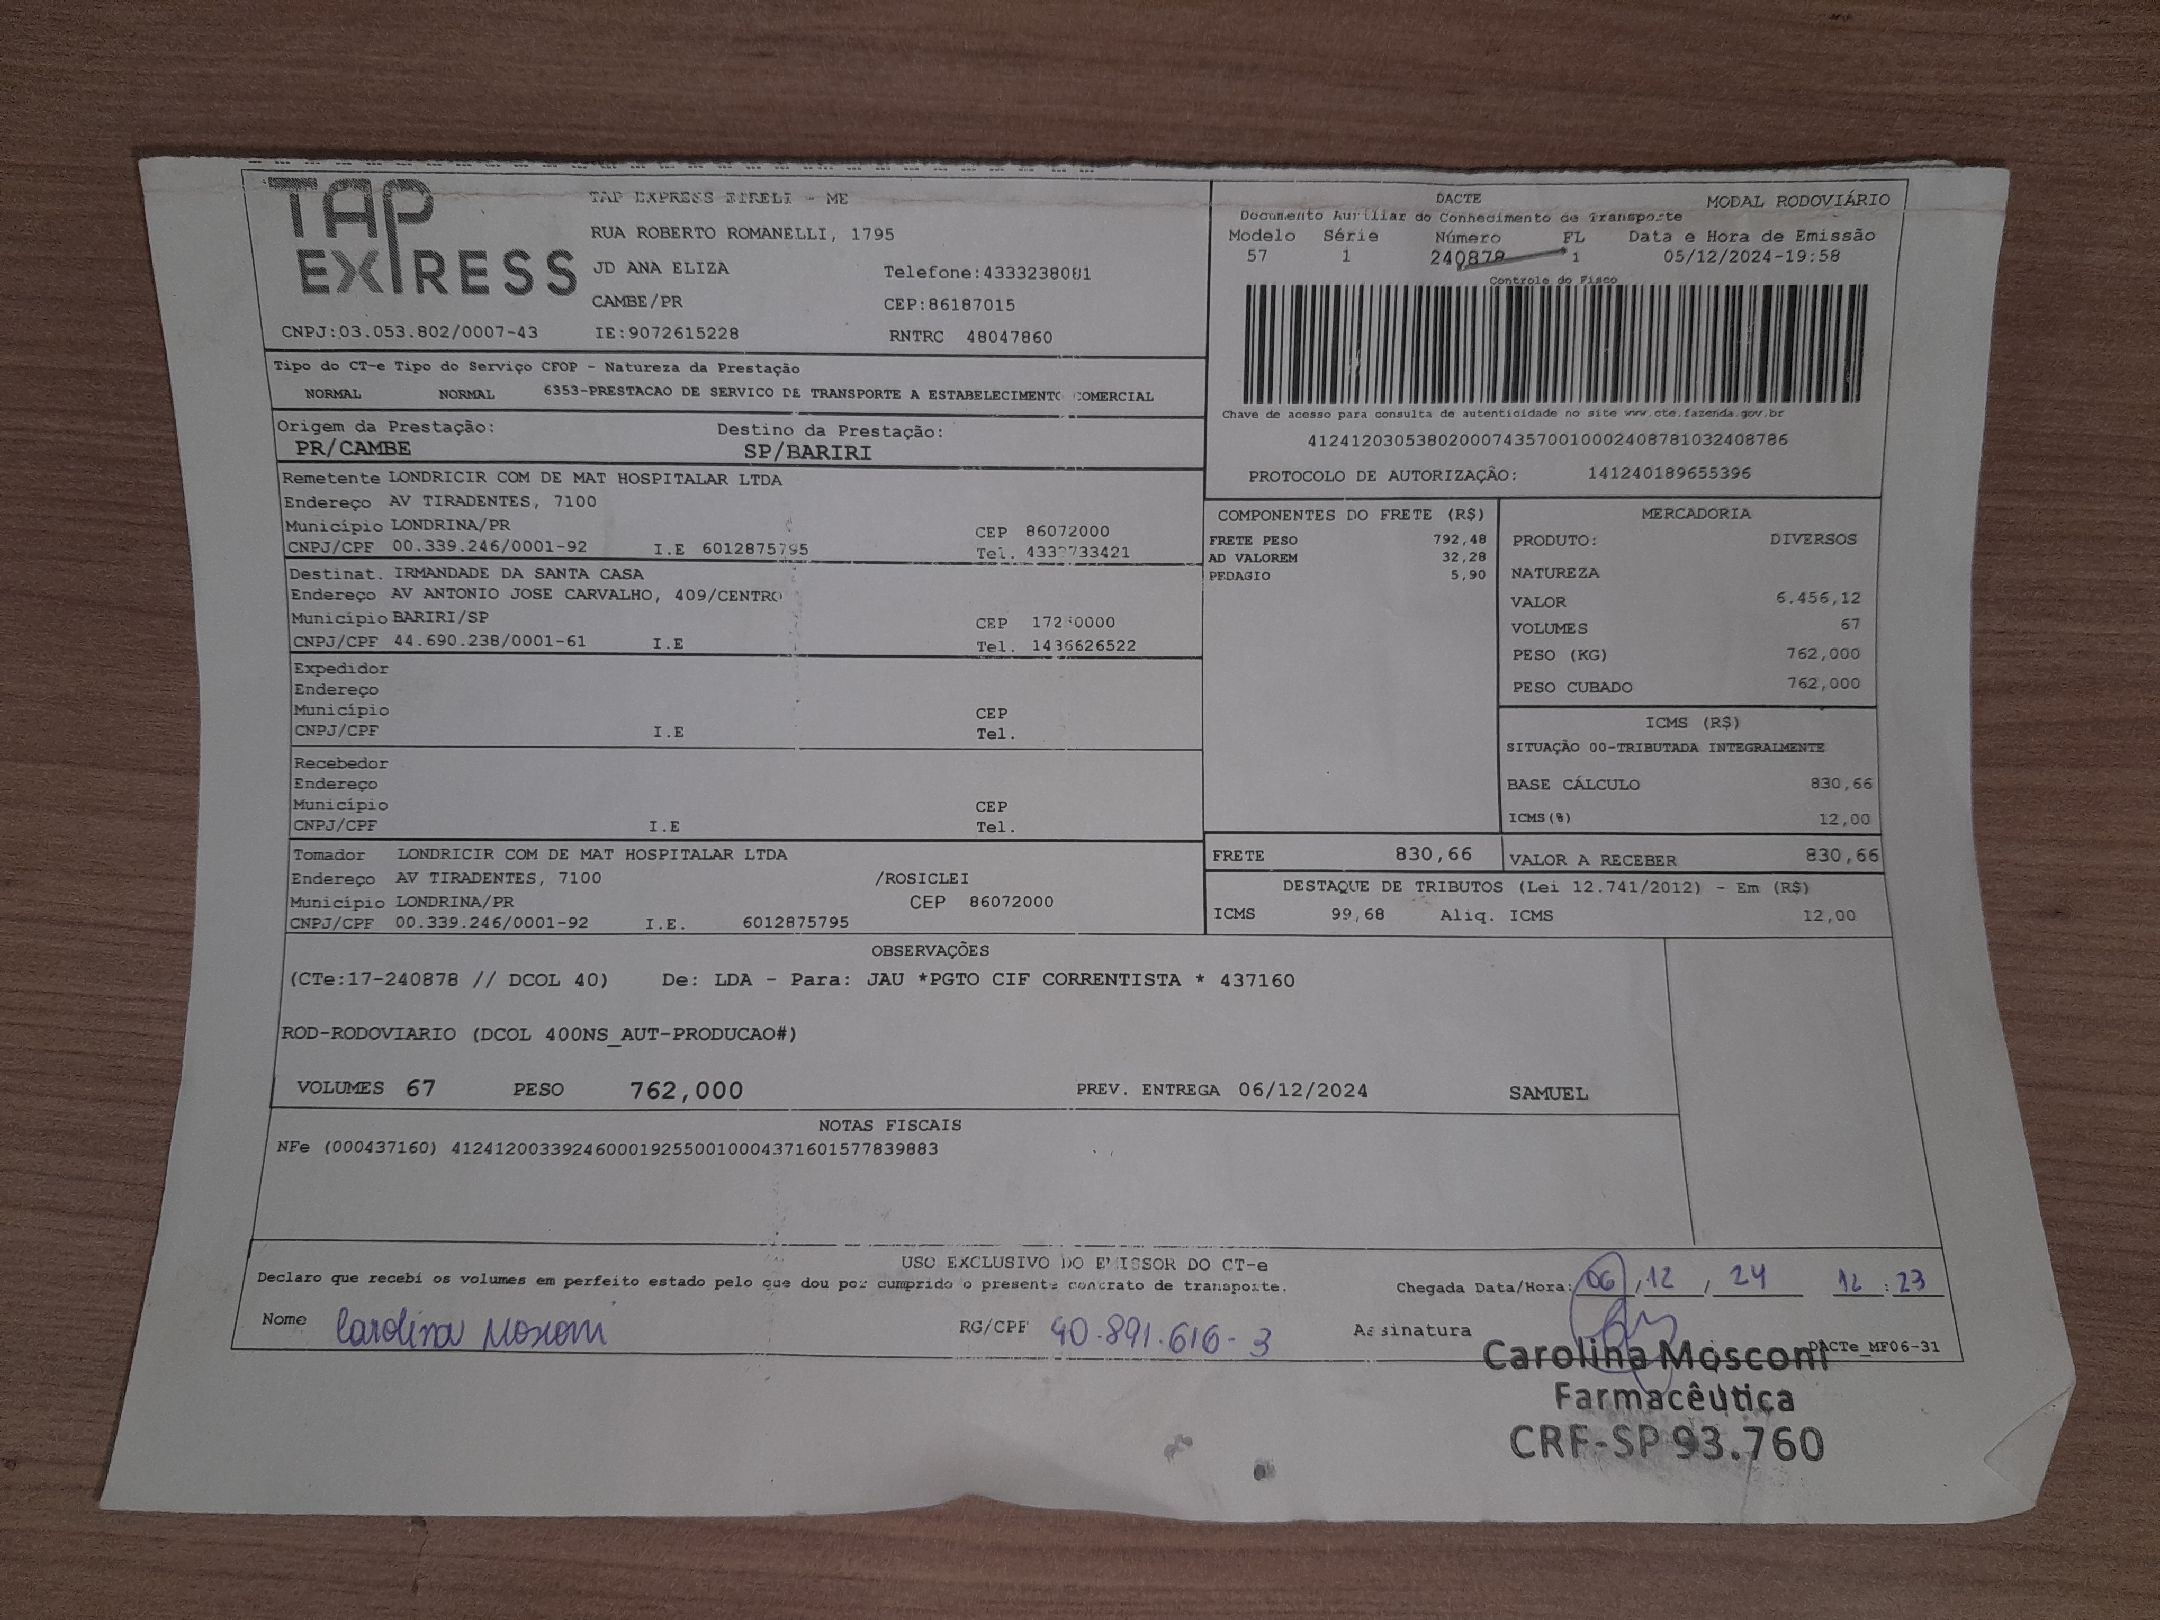 TAP EXPRESS
TAP EXPRESS EIRELI - ME
RUA ROBERTO ROMANELLI, 1795
JD ANA ELIZA Telefone:4333238081
CAMBE/PR CEP:86187015
CNPJ:03.053.802/0007-43 IE:9072615228 RNTRC 48047860
DACTE MODAL RODOVIÁRIO
Documento Auxiliar do Conhecimento de Transporte
Modelo Série Número FL Data e Hora de Emissão
57 1 240878 1 05/12/2024-19:58
Controle do Fisco
Chave de acesso para consulta de autenticidade no site www.cte.fazenda.gov.br
41241203053802000743570010002408781032408786
PROTOCOLO DE AUTORIZAÇÃO: 141240189655396
Tipo do CT-e Tipo do Serviço CFOP - Natureza da Prestação
NORMAL NORMAL 6353-PRESTACAO DE SERVICO DE TRANSPORTE A ESTABELECIMENTO COMERCIAL
Origem da Prestação: Destino da Prestação:
PR/CAMBE SP/BARIRI
Remetente LONDRICIR COM DE MAT HOSPITALAR LTDA
Endereço AV TIRADENTES, 7100
Município LONDRINA/PR CEP 86072000
CNPJ/CPF 00.339.246/0001-92 I.E 6012875795 Tel.
Destinat. IRMANDADE DA SANTA CASA
Endereço AV ANTONIO JOSE CARVALHO, 409/CENTRO
Município BARIRI/SP CEP
CNPJ/CPF 44.690.238/0001-61 I.E Tel. 1436626522
Expedidor
Endereço
Município CEP
CNPJ/CPF I.E Tel.
Recebedor
Endereço
Município CEP
CNPJ/CPF I.E Tel.
Tomador LONDRICIR COM DE MAT HOSPITALAR LTDA
Endereço AV TIRADENTES, 7100 /ROSICLEI
Município LONDRINA/PR CEP 86072000
CNPJ/CPF 00.339.246/0001-92 I.E. 6012875795
COMPONENTES DO FRETE (R$)
FRETE PESO 792,48
AD VALOREM 32,28
PEDAGIO 5,90
MERCADORIA
PRODUTO: DIVERSOS
NATUREZA
VALOR 6.456,12
VOLUMES 67
PESO (KG) 762,000
PESO CUBADO 762,000
ICMS (R$)
SITUAÇÃO 00-TRIBUTADA INTEGRALMENTE
BASE CÁLCULO 830,66
ICMS(%) 12,00
FRETE 830,66 VALOR A RECEBER 830,66
DESTAQUE DE TRIBUTOS (Lei 12.741/2012) - Em (R$)
ICMS 99,68 Aliq. ICMS 12,00
OBSERVAÇÕES
(CTe:17-240878 // DCOL 40) De: LDA - Para: JAU *PGTO CIF CORRENTISTA * 437160
ROD-RODOVIARIO (DCOL 400NS_AUT-PRODUCAO#)
VOLUMES 67 PESO 762,000 PREV. ENTREGA 06/12/2024 SAMUEL
NOTAS FISCAIS
NFe (000437160) 41241200339246000192550010004371601577839883
USO EXCLUSIVO DO EMISSOR DO CT-e
Declaro que recebi os volumes em perfeito estado pelo que dou por cumprido o presente contrato de transporte.
Chegada Data/Hora: 06,12,24 12:23
Nome Carolina Mosconi RG/CPF 40.891.616-3 Assinatura
DACTe_MF06-31
Carolina Mosconi
Farmacêutica
CRF-SP 93.760